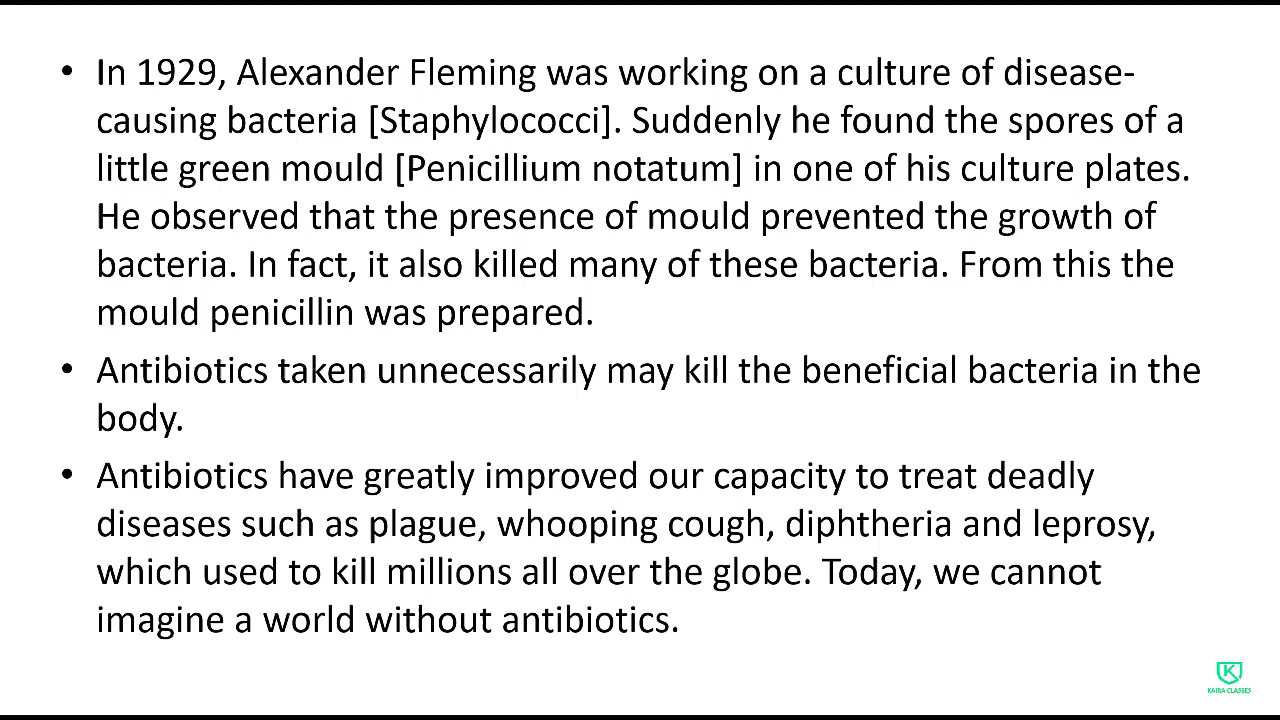 • In 1929, Alexander Fleming was working on a culture of disease-
causing bacteria [Staphylococci]. Suddenly he found the spores of a
little green mould [Penicillium notatum] in one of his culture plates.
He observed that the presence of mould prevented the growth of
bacteria. In fact, it also killed many of these bacteria. From this the
mould penicillin was prepared.
• Antibiotics taken unnecessarily may kill the beneficial bacteria in the
body.
• Antibiotics have greatly improved our capacity to treat deadly
diseases such as plague, whooping cough, diphtheria and leprosy,
which used to kill millions all over the globe. Today, we cannot
imagine a world without antibiotics.
K
KAIRA CLASSES